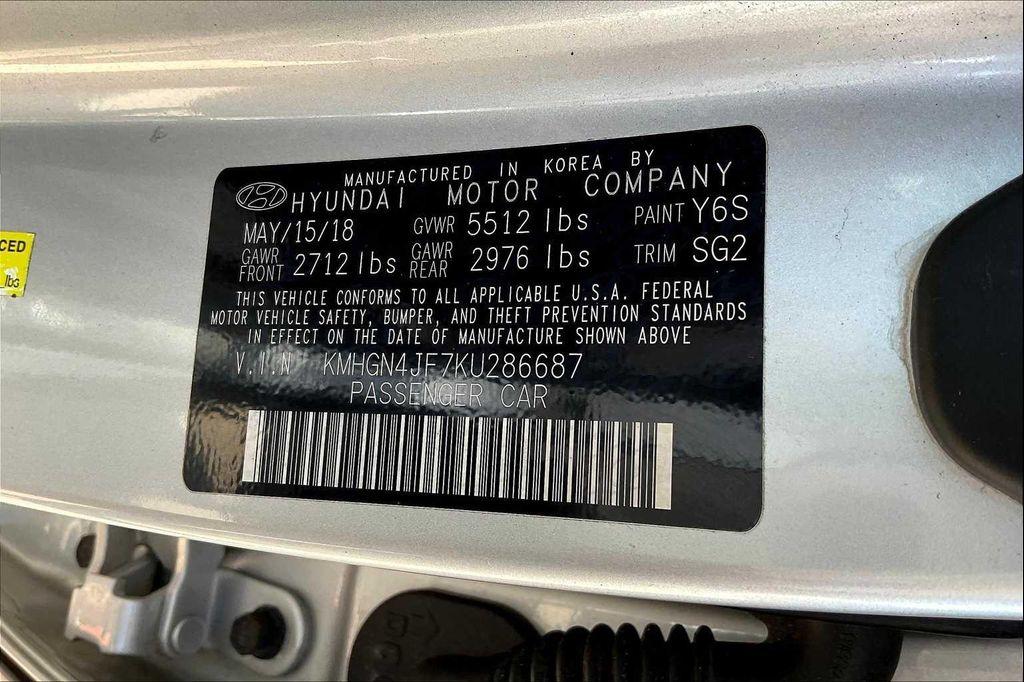 MANUFACTURED IN KOREA BY
HYUNDAI MOTOR COMPANY
MAY/15/18 GVWR 5512 lbs PAINT Y6S
GAWR FRONT 2712 lbs GAWR REAR 2976 lbs TRIM SG2
THIS VEHICLE CONFORMS TO ALL APPLICABLE U.S.A. FEDERAL
MOTOR VEHICLE SAFETY, BUMPER, AND THEFT PREVENTION STANDARDS
IN EFFECT ON THE DATE OF MANUFACTURE SHOWN ABOVE
V.I.N KMHGN4JF7KU286687
PASSENGER CAR
CED
lbs